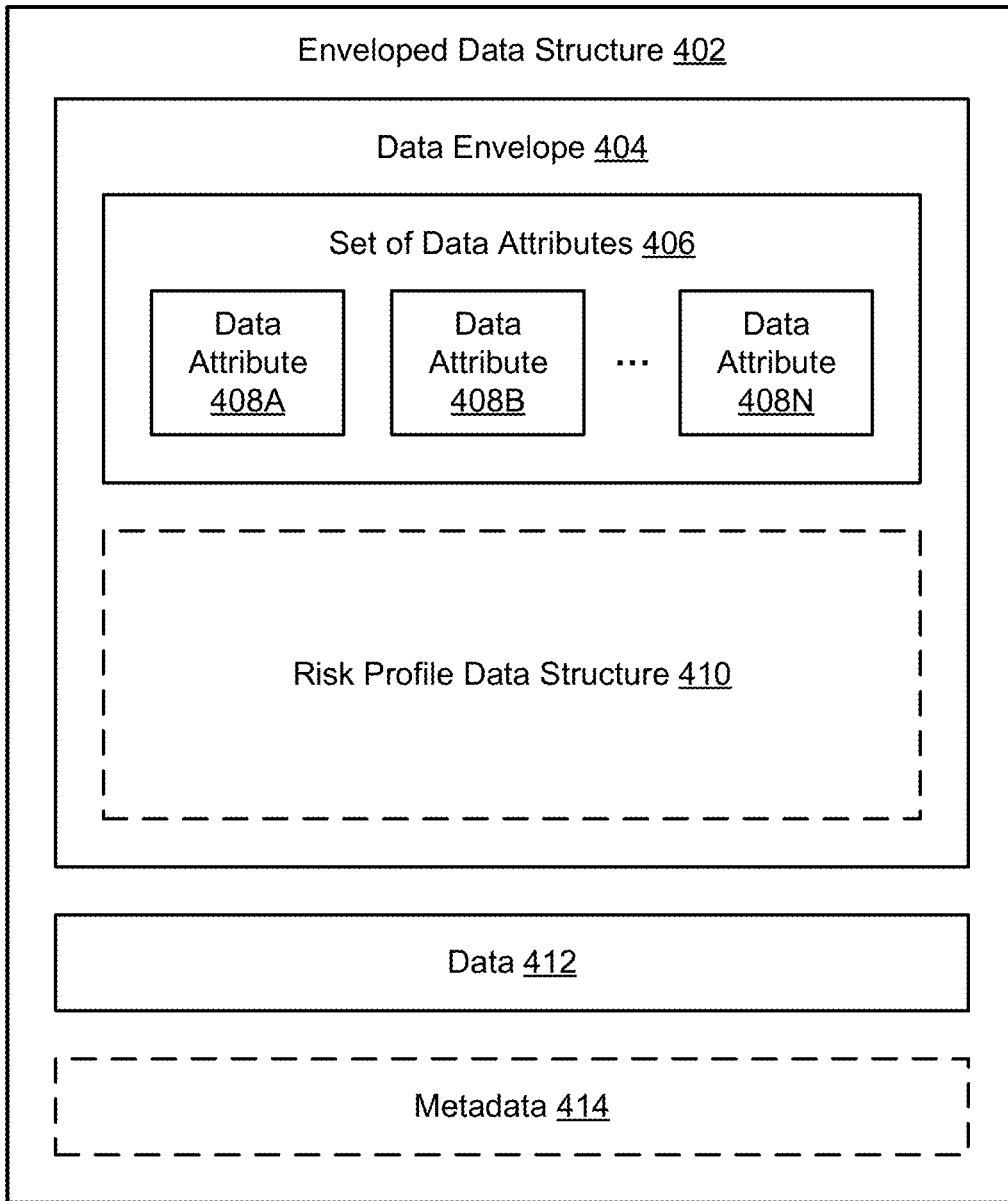 Enveloped Data Structure 402
Data Envelope 404
Set of Data Attributes 406
Data
Attribute
408A
Data
Attribute
408B
...
Data
Attribute
408N
Risk Profile Data Structure 410
Data 412
Metadata 414